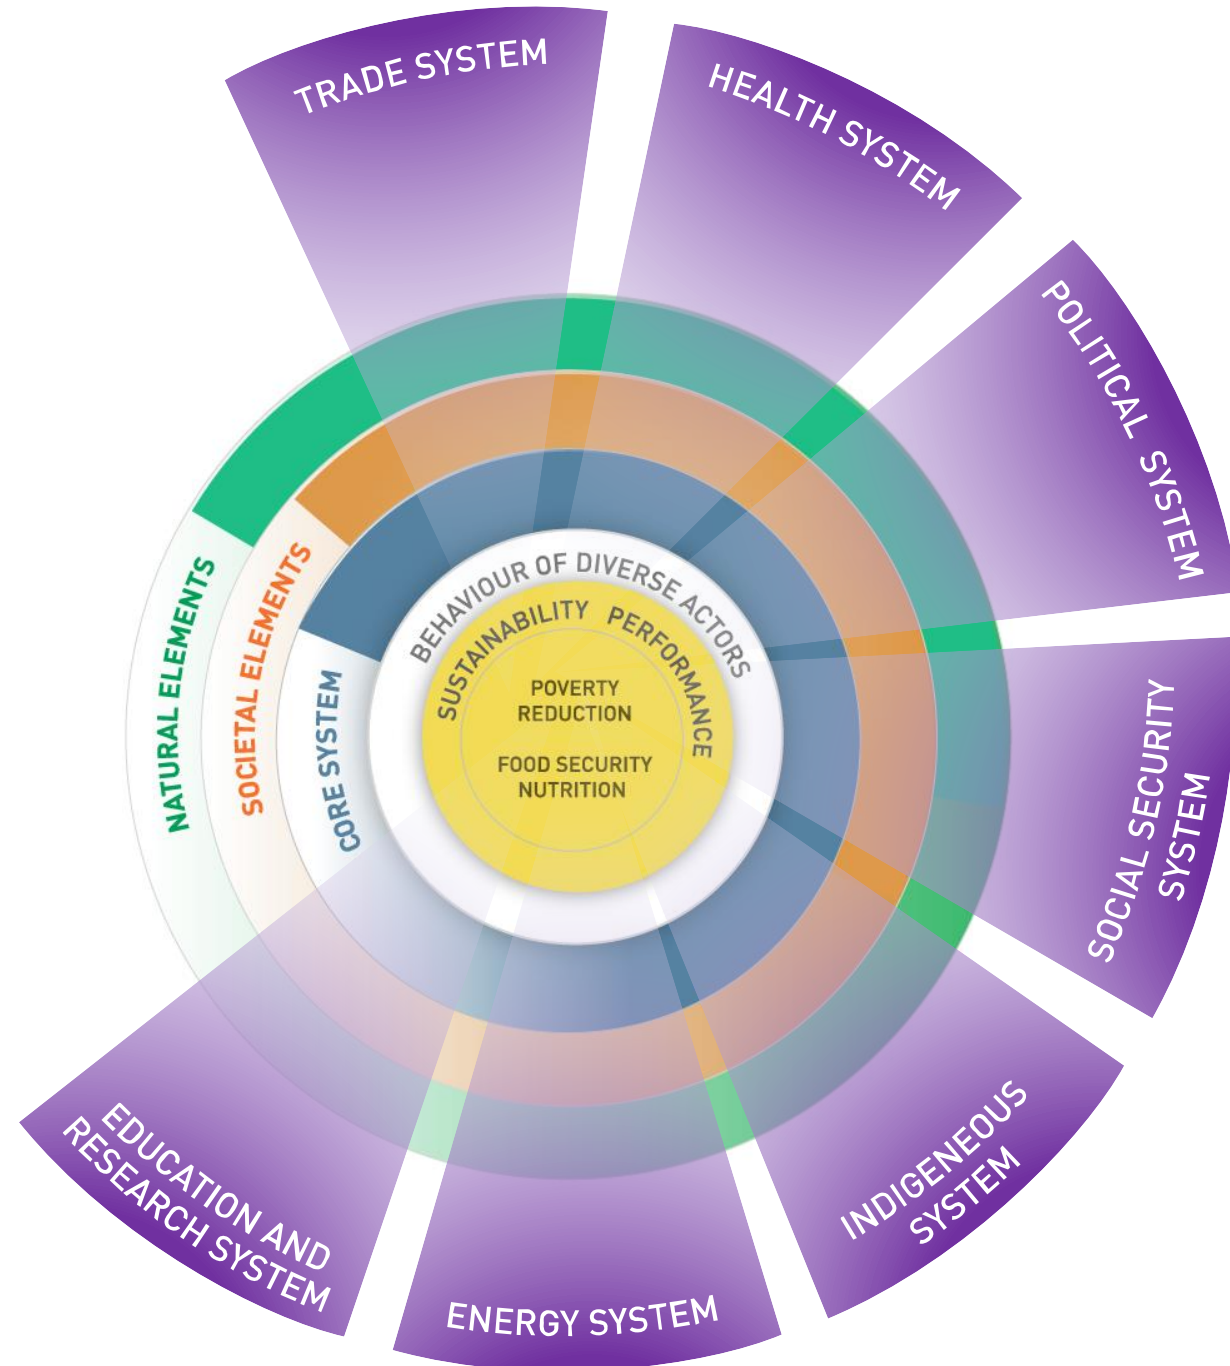 TRADE SYSTEM
HEALTH SYSTEM
POLITICAL SYSTEM
SOCIAL SECURITY
SYSTEM
INDIGENEOUS
SYSTEM
ENERGY SYSTEM
EDUCATION AND
RESEARCH SYSTEM
NATURAL ELEMENTS
SOCIETAL ELEMENTS
CORE SYSTEM
BEHAVIOUR OF DIVERSE ACTORS
SUSTAINABILITY PERFORMANCE
POVERTY
REDUCTION
FOOD SECURITY
NUTRITION